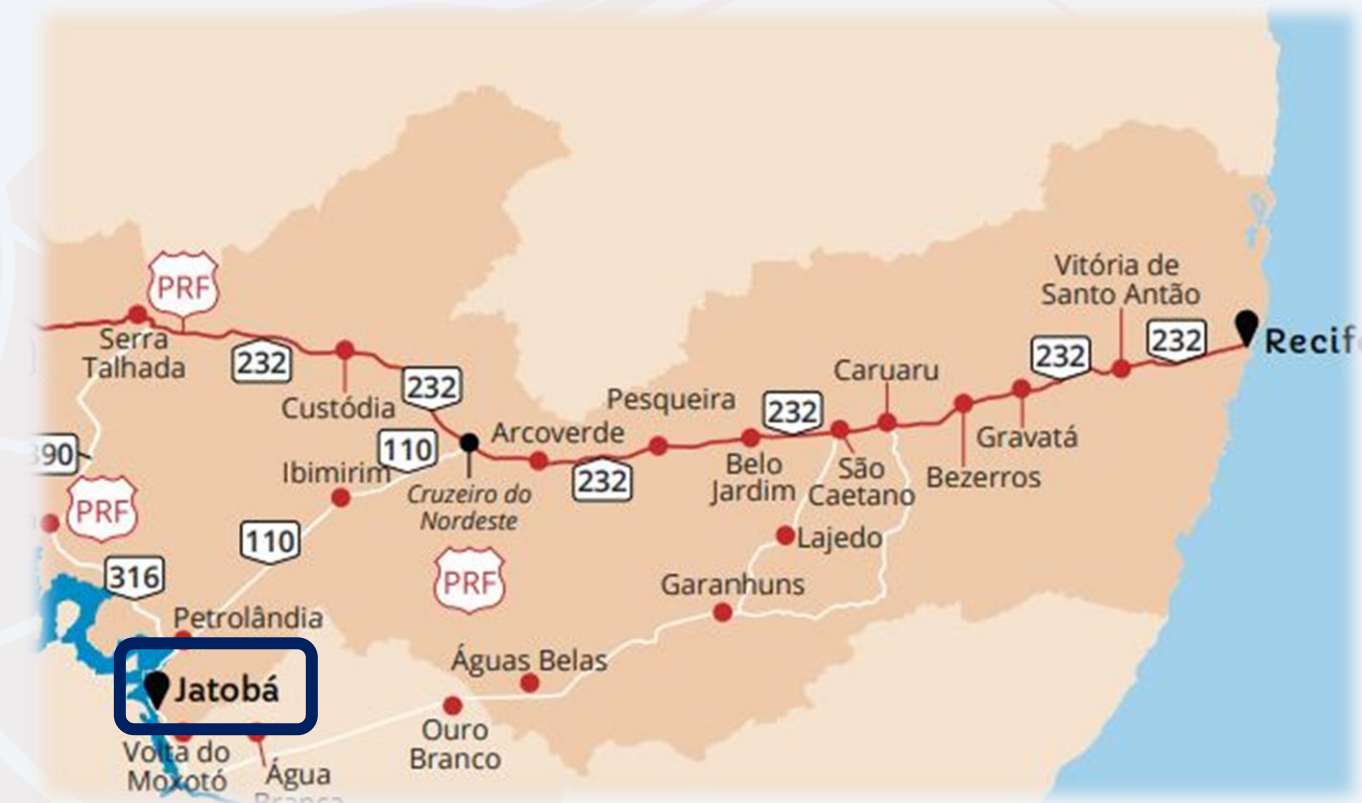 Vitória de
Santo Antão
PRF
232
Recif
Serra
Talhada
232
232
232
Caruaru
Custódia
Pesqueira
232
Arcoverde
Gravatá
110
390
Ibimirim
Belo
Jardim
São
Caetano
Bezerros
Cruzeiro do
Nordeste
232
PRF
110
Lajedo
316
PRF
Garanhuns
Petrolândia
Águas Belas
Jatobá
Ouro
Branco
Volta do
Moxotó
Água
Branca